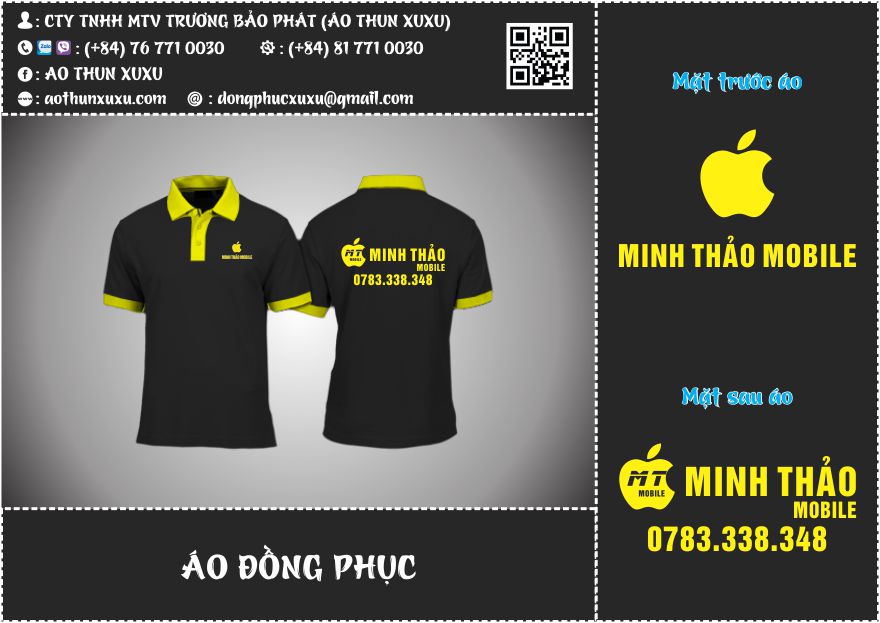 : CTY TNHH MTV TRƯƠNG BẢO PHÁT (ÁO THUN XUXU)
Zalo : (+84) 76 771 0030 : (+84) 81 771 0030
f : AO THUN XUXU
www : aothunxuxu.com @ : dongphucxuxu@gmail.com
MINH THẢO MOBILE
MT MOBILE MINH THẢO
MOBILE
0783.338.348
ÁO ĐỒNG PHỤC
Mặt trước áo
MINH THẢO MOBILE
Mặt sau áo
MT MOBILE MINH THẢO
MOBILE
0783.338.348